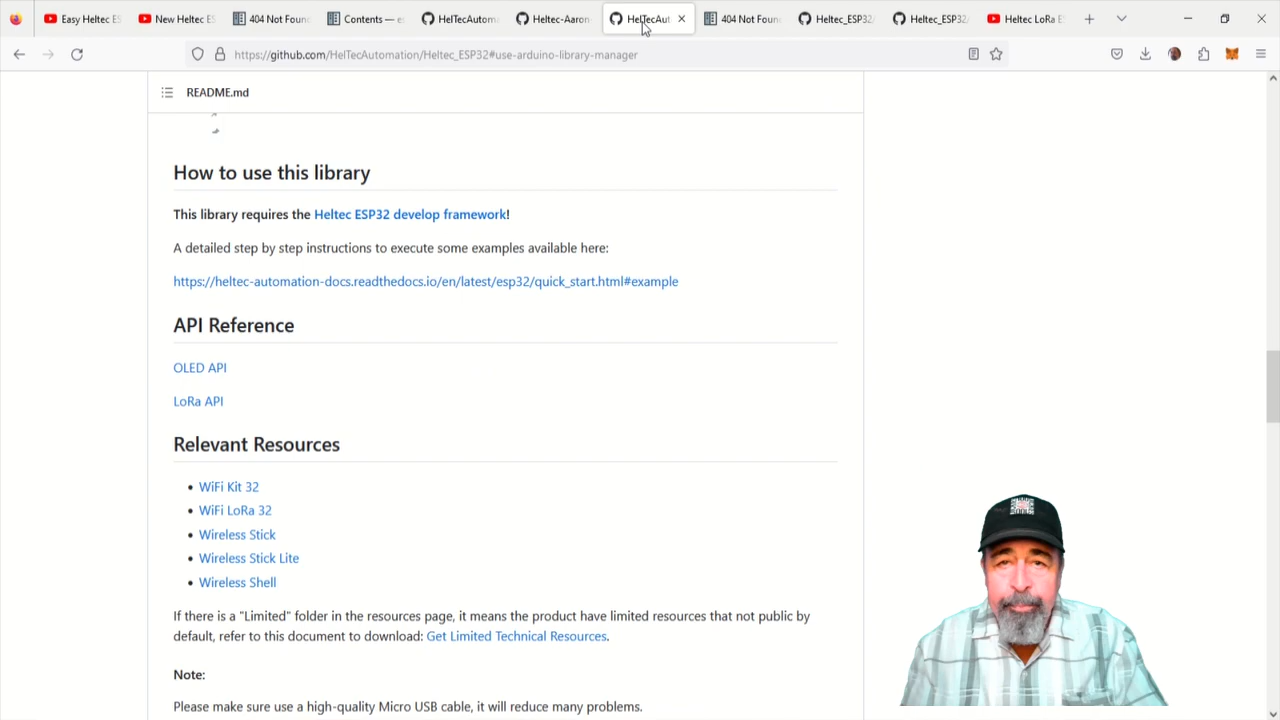 Easy Heltec ES
New Heltec ES
404 Not Foun
Contents — e
HelTecAutom
Heltec-Aaron-
HelTecAut
404 Not Foun
Heltec_ESP32/
Heltec_ESP32/
Heltec LoRa E
https://github.com/HelTecAutomation/Heltec_ESP32#use-arduino-library-manager
README.md
How to use this library
This library requires the Heltec ESP32 develop framework!
A detailed step by step instructions to execute some examples available here:
https://heltec-automation-docs.readthedocs.io/en/latest/esp32/quick_start.html#example
API Reference
OLED API
LoRa API
Relevant Resources
• WiFi Kit 32
• WiFi LoRa 32
• Wireless Stick
• Wireless Stick Lite
• Wireless Shell
If there is a "Limited" folder in the resources page, it means the product have limited resources that not public by
default, refer to this document to download: Get Limited Technical Resources.
Note:
Please make sure use a high-quality Micro USB cable, it will reduce many problems.